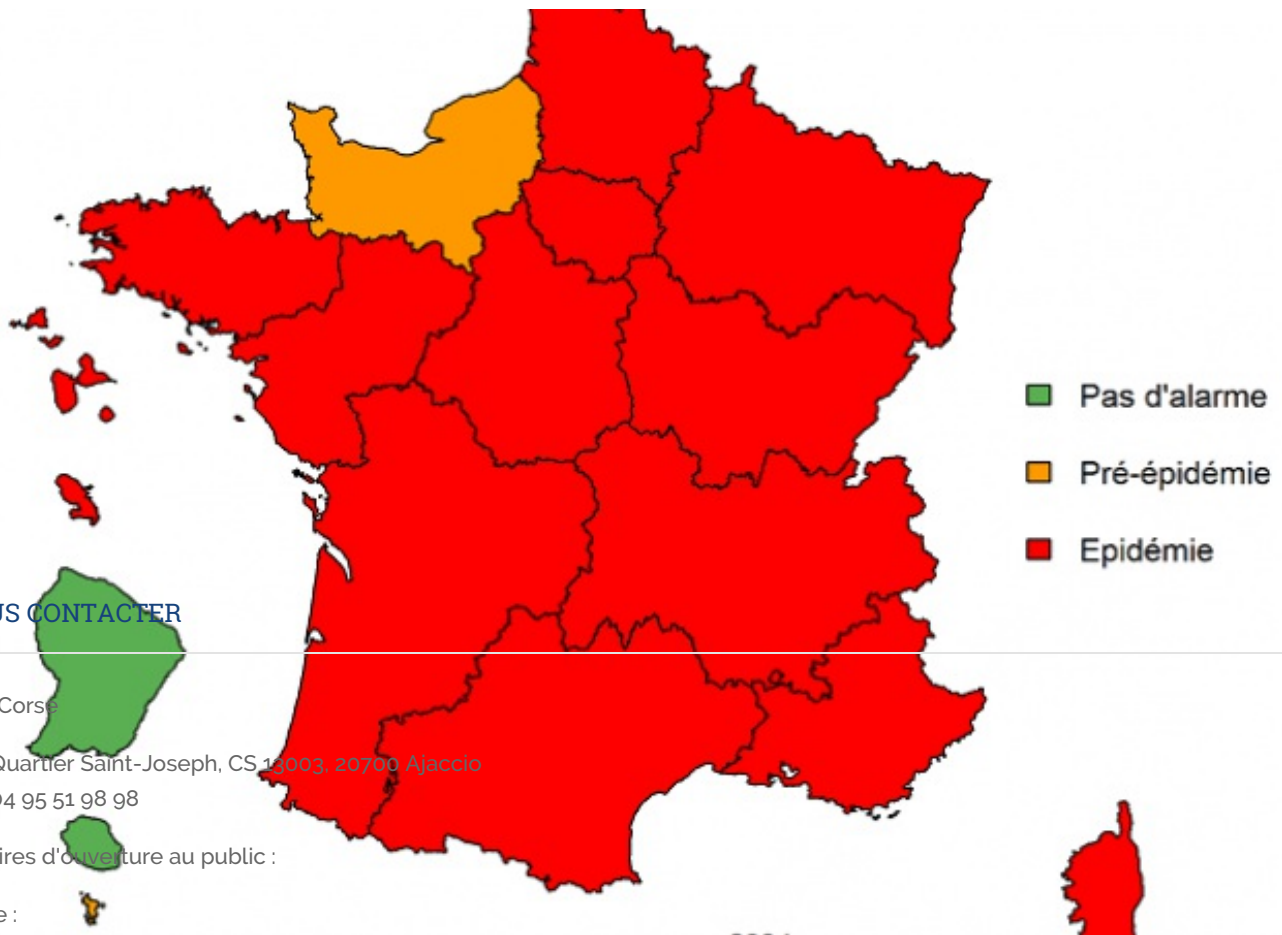 Pas d'alarme
Pré-épidémie
Epidémie
US CONTACTER
Corse
Quartier Saint-Joseph, CS 13003, 20700 Ajaccio
04 95 51 98 98
ires d'ouverture au public :
e :